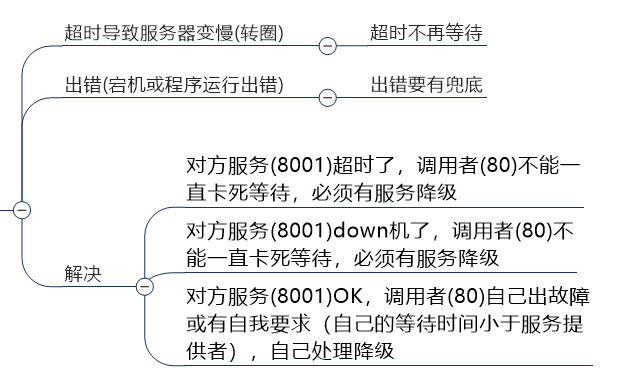 超时导致服务器变慢(转圈)
超时不再等待
出错(宕机或程序运行出错)
出错要有兜底
对方服务(8001)超时了，调用者(80)不能一
直卡死等待，必须有服务降级
对方服务(8001)down机了，调用者(80)不
能一直卡死等待，必须有服务降级
解决
对方服务(8001)OK，调用者(80)自己出故障
或有自我要求（自己的等待时间小于服务提
供者），自己处理降级